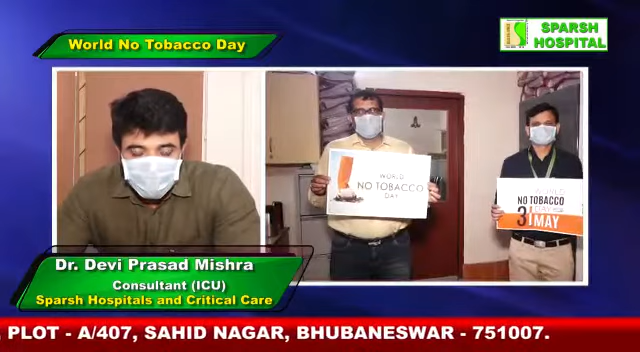 World No Tobacco Day
SPARSH
HOSPITAL
WORLD
NO TOBACCO
DAY
NO TOBACCO
31 MAY
Dr. Devi Prasad Mishra
Consultant (ICU)
Sparsh Hospitals and Critical Care
PLOT - A/407, SAHID NAGAR, BHUBANESWAR - 751007.